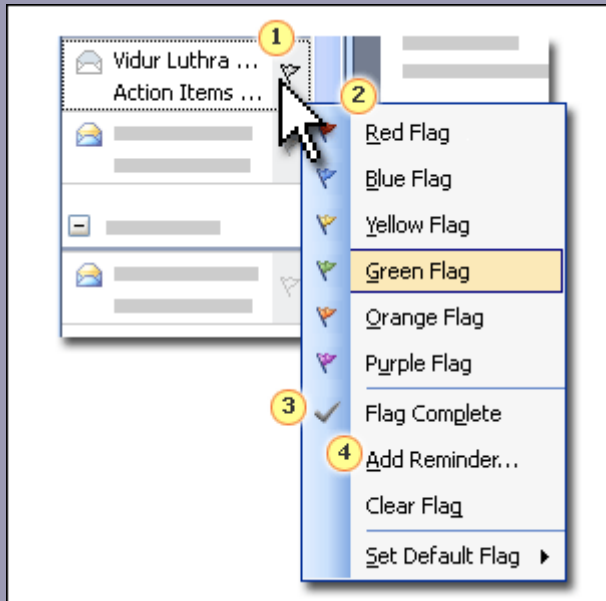 1
Vidur Luthra ...
Action Items ...
2
Red Flag
Blue Flag
Yellow Flag
Green Flag
Orange Flag
Purple Flag
3
Flag Complete
4
Add Reminder...
Clear Flag
Set Default Flag